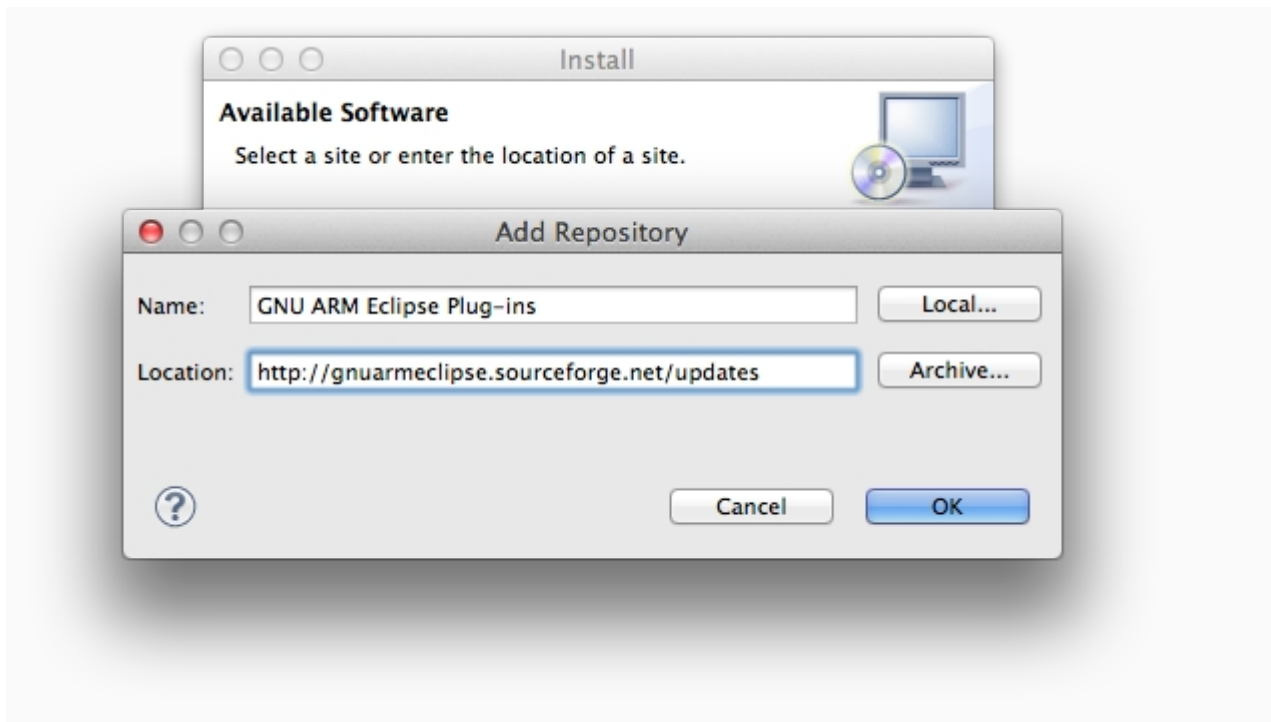 Install
Available Software
Select a site or enter the location of a site.
Add Repository
Name: GNU ARM Eclipse Plug-ins Local...
Location: http://gnuarmeclipse.sourceforge.net/updates Archive...
? Cancel OK